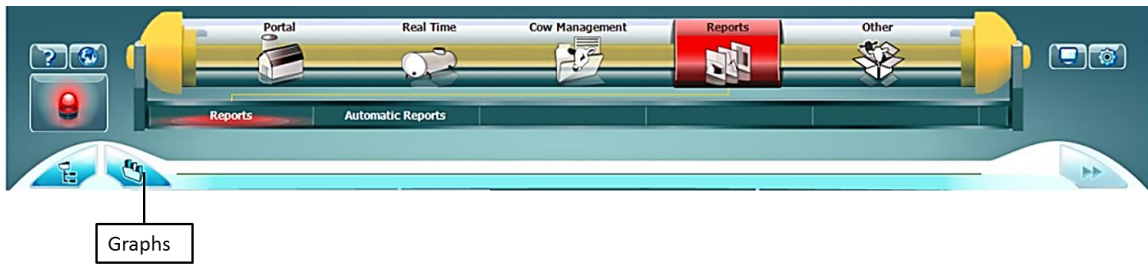 Portal
Real Time
Cow Management
Reports
Other
?
Reports
Automatic Reports
Graphs